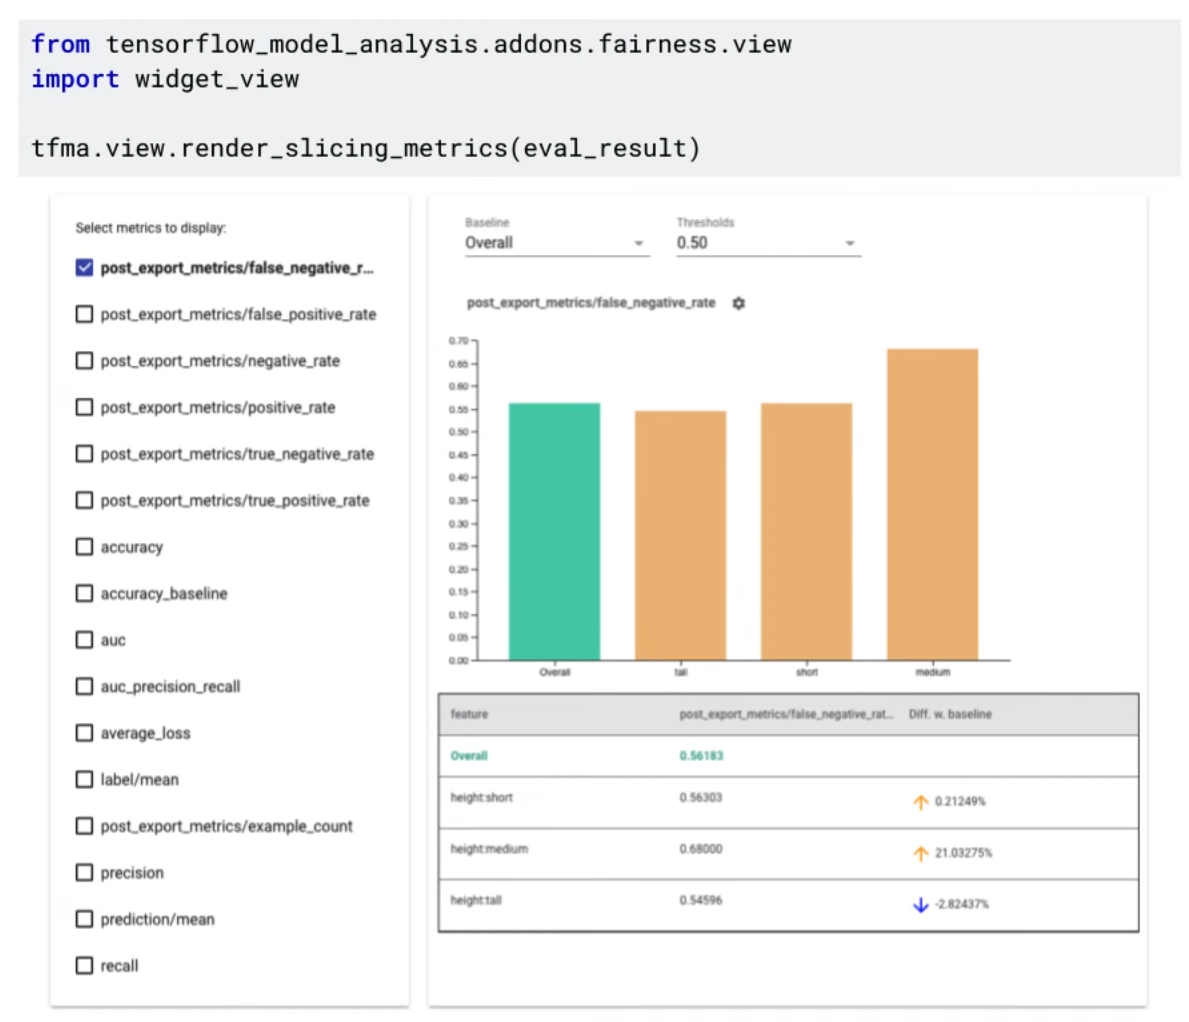 from tensorflow_model_analysis.addons.fairness.view
import widget_view
tfma.view.render_slicing_metrics(eval_result)
Select metrics to display:
post_export_metrics/false_negative_r...
post_export_metrics/false_positive_rate
post_export_metrics/negative_rate
post_export_metrics/positive_rate
post_export_metrics/true_negative_rate
post_export_metrics/true_positive_rate
accuracy
accuracy_baseline
auc
auc_precision_recall
average_loss
label/mean
post_export_metrics/example_count
precision
prediction/mean
recall
Baseline Thresholds
Overall 0.50
post_export_metrics/false_negative_rate
0.70
0.65
0.60
0.55
0.50
0.45
0.40
0.35
0.30
0.25
0.20
0.15
0.10
0.05
0.00
Overall tall short medium
feature post_export_metrics/false_negative_rat... Diff. w. baseline
Overall 0.56183
height:short 0.56303 0.21249%
height:medium 0.68000 21.03275%
height:tall 0.54596 -2.82437%